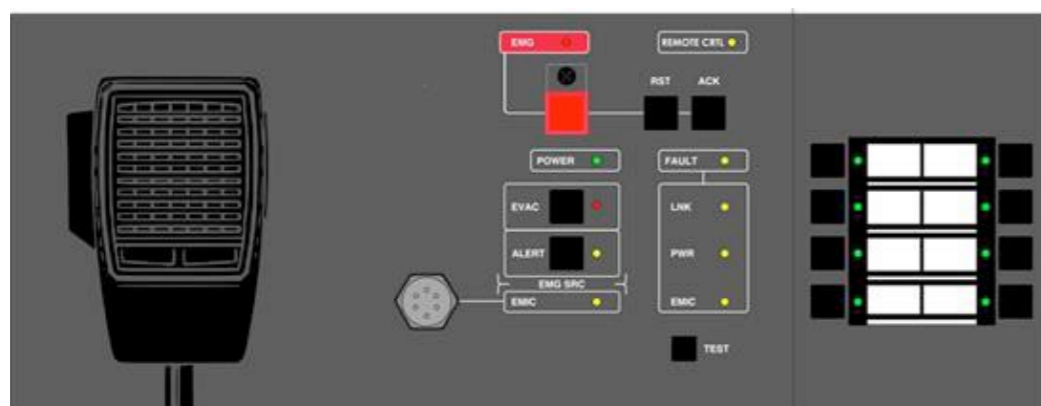 EMG
REMOTE CRTL
RST
ACK
POWER
FAULT
EVAC
LNK
ALERT
PWR
EMG SRC
EMIC
EMIC
TEST